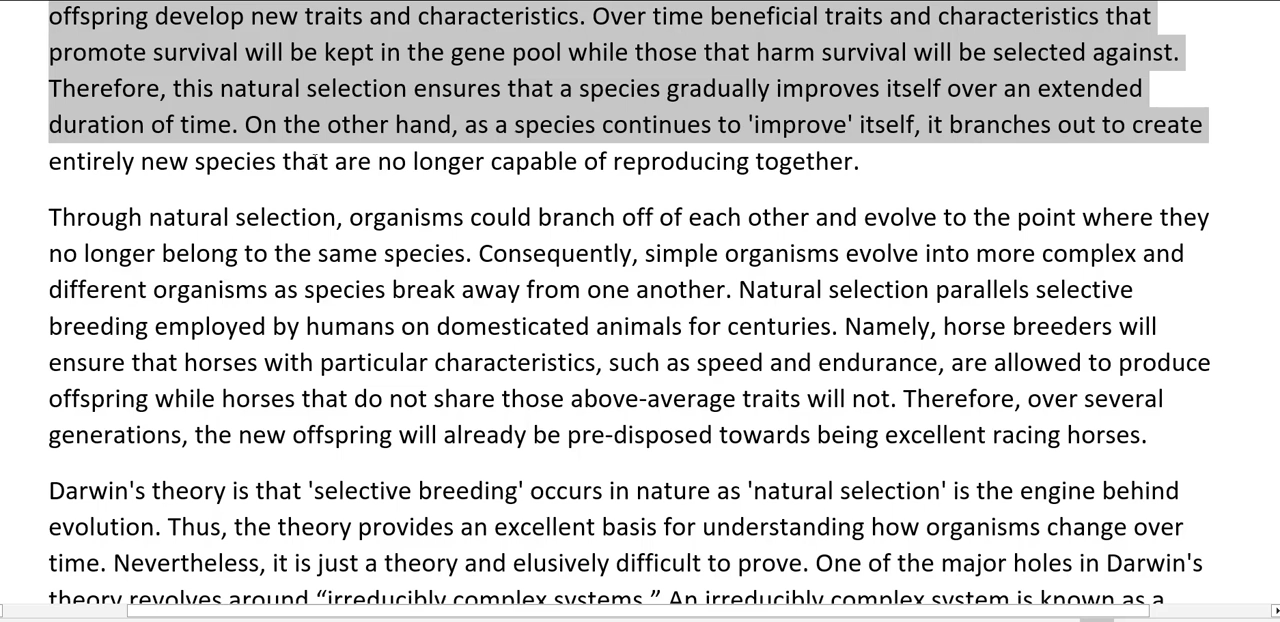 offspring develop new traits and characteristics. Over time beneficial traits and characteristics that
promote survival will be kept in the gene pool while those that harm survival will be selected against.
Therefore, this natural selection ensures that a species gradually improves itself over an extended
duration of time. On the other hand, as a species continues to 'improve' itself, it branches out to create
entirely new species that are no longer capable of reproducing together.
Through natural selection, organisms could branch off of each other and evolve to the point where they
no longer belong to the same species. Consequently, simple organisms evolve into more complex and
different organisms as species break away from one another. Natural selection parallels selective
breeding employed by humans on domesticated animals for centuries. Namely, horse breeders will
ensure that horses with particular characteristics, such as speed and endurance, are allowed to produce
offspring while horses that do not share those above-average traits will not. Therefore, over several
generations, the new offspring will already be pre-disposed towards being excellent racing horses.
Darwin's theory is that 'selective breeding' occurs in nature as 'natural selection' is the engine behind
evolution. Thus, the theory provides an excellent basis for understanding how organisms change over
time. Nevertheless, it is just a theory and elusively difficult to prove. One of the major holes in Darwin's
theory revolves around “irreducibly complex systems.” An irreducibly complex system is known as a